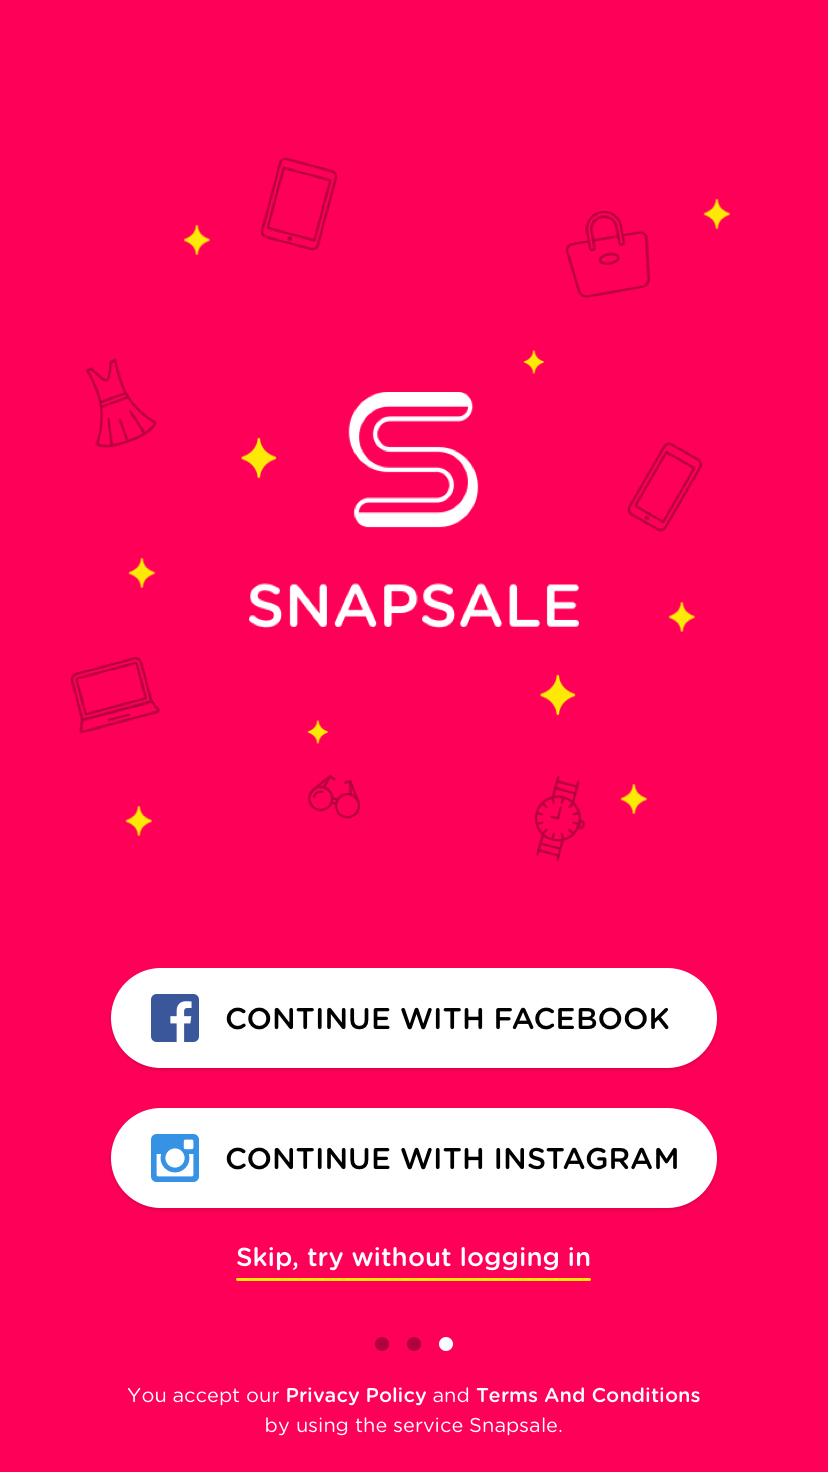 SNAPSALE
CONTINUE WITH FACEBOOK
CONTINUE WITH INSTAGRAM
Skip, try without logging in
You accept our Privacy Policy and Terms And Conditions
by using the service Snapsale.